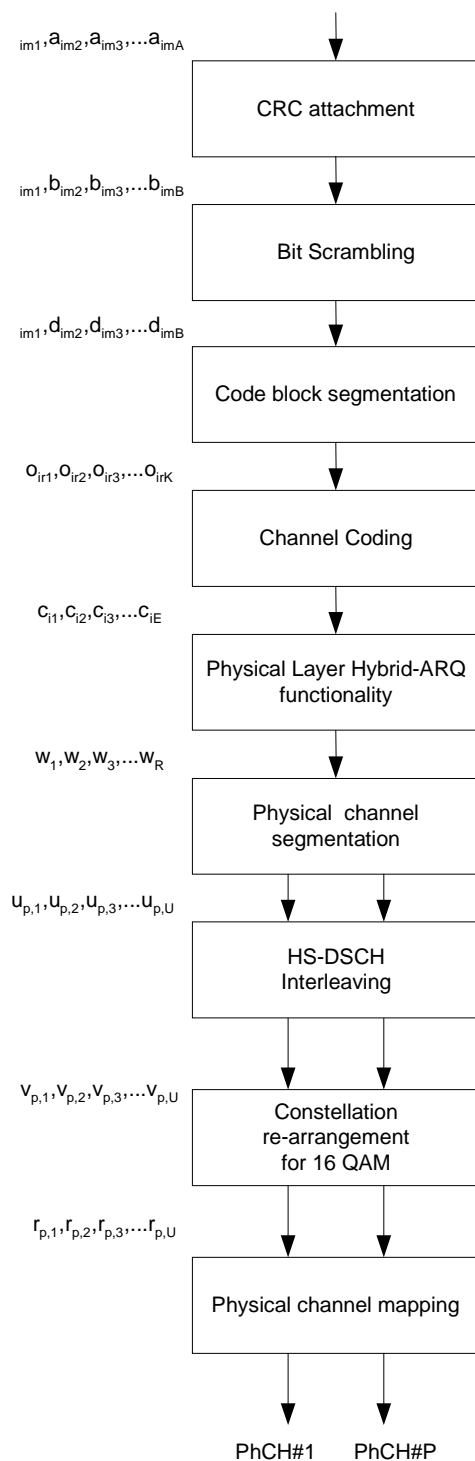 im1,aim2,aim3,...aimA
CRC attachment
im1,bim2,bim3,...bimB
Bit Scrambling
im1,dim2,dim3,...dimB
Code block segmentation
oir1,oir2,oir3,...oirK
Channel Coding
ci1,ci2,ci3,...ciE
Physical Layer Hybrid-ARQ
functionality
w1,w2,w3,...wR
Physical channel
segmentation
up,1,up,2,up,3,...up,U
HS-DSCH
Interleaving
vp,1,vp,2,vp,3,...vp,U
Constellation
re-arrangement
for 16 QAM
rp,1,rp,2,rp,3,...rp,U
Physical channel mapping
PhCH#1 PhCH#P